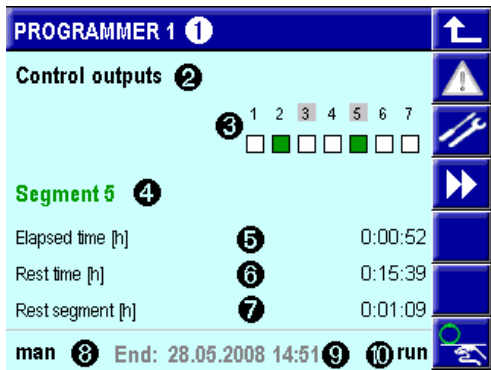 PROGRAMMER 1 1
Control outputs 2
3 1 2 3 4 5 6 7
Segment 5 4
Elapsed time [h] 5 0:00:52
Rest time [h] 6 0:15:39
Rest segment [h] 7 0:01:09
man 8 End: 28.05.2008 14:51 9 10 run